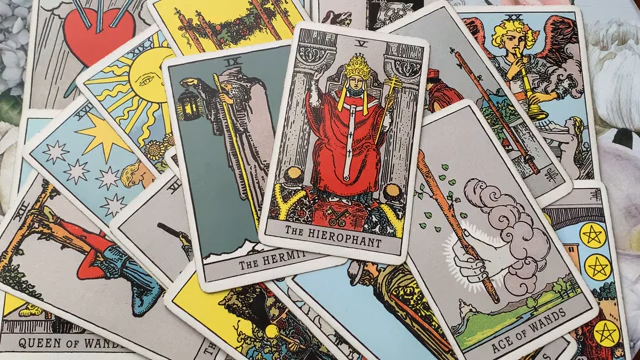 IX
THE HERMIT
V
THE HIEROPHANT
ACE OF WANDS
QUEEN OF WANDS